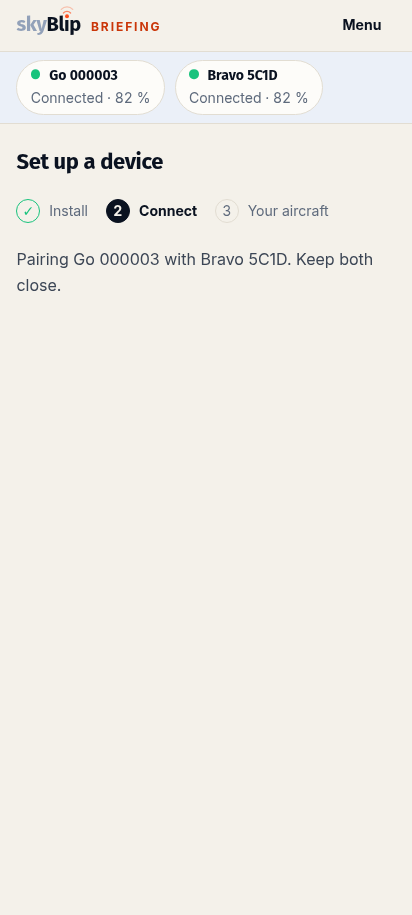 skyBlip BRIEFING
Menu
Go 000003
Connected · 82 %
Bravo 5C1D
Connected · 82 %
Set up a device
✓ Install
2 Connect
3 Your aircraft
Pairing Go 000003 with Bravo 5C1D. Keep both
close.